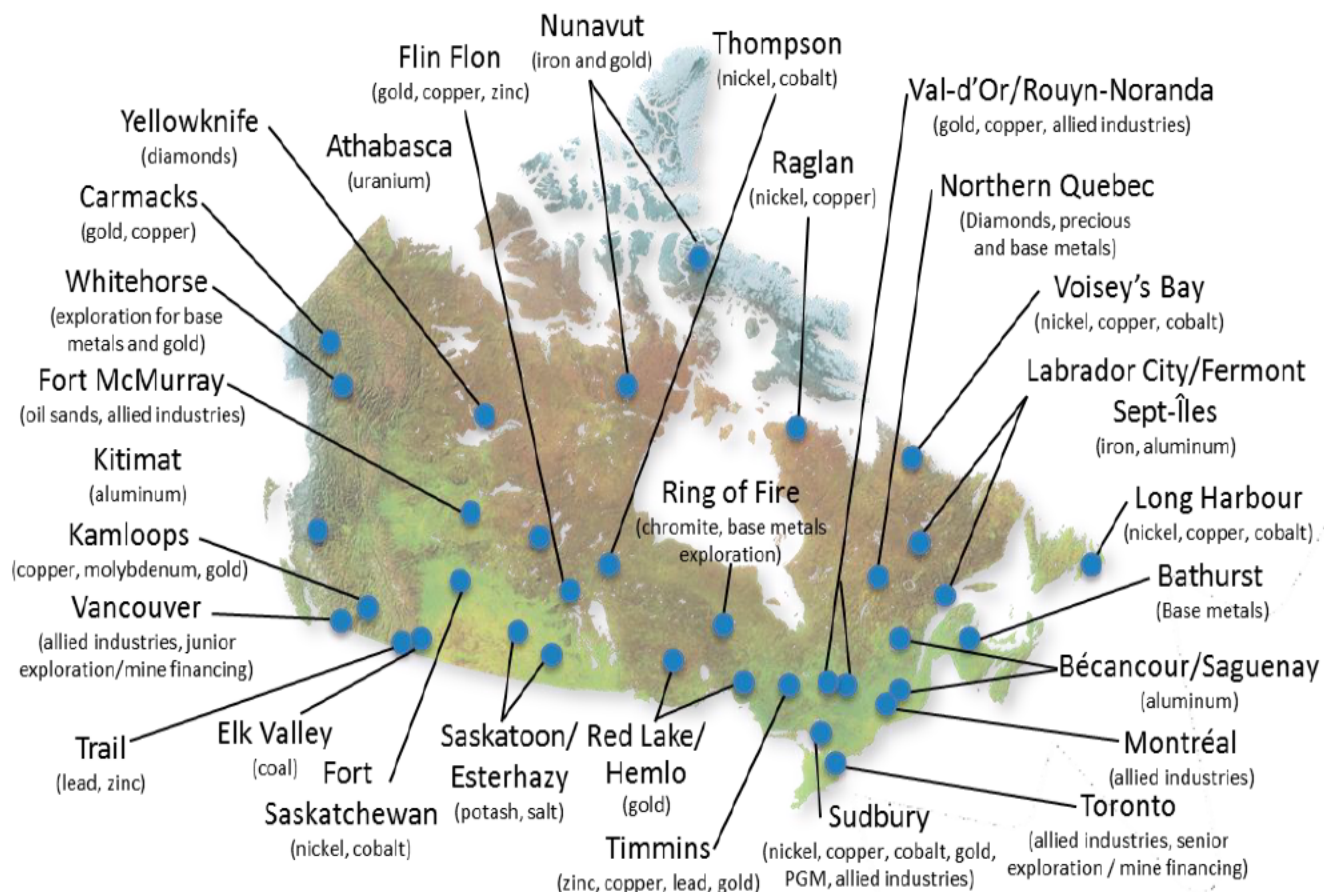 Nunavut
(iron and gold)
Thompson
(nickel, cobalt)
Flin Flon
(gold, copper, zinc)
Val-d'Or/Rouyn-Noranda
(gold, copper, allied industries)
Yellowknife
(diamonds)
Athabasca
(uranium)
Raglan
(nickel, copper)
Northern Quebec
(Diamonds, precious
and base metals)
Carmacks
(gold, copper)
Whitehorse
(exploration for base
metals and gold)
Voisey's Bay
(nickel, copper, cobalt)
Fort McMurray
(oil sands, allied industries)
Labrador City/Fermont
Sept-Îles
(iron, aluminum)
Kitimat
(aluminum)
Ring of Fire
(chromite, base metals
exploration)
Long Harbour
(nickel, copper, cobalt)
Kamloops
(copper, molybdenum, gold)
Bathurst
(Base metals)
Vancouver
(allied industries, junior
exploration/mine financing)
Bécancour/Saguenay
(aluminum)
Trail
(lead, zinc)
Elk Valley
(coal)
Fort
Saskatchewan
(nickel, cobalt)
Saskatoon/
Esterhazy
(potash, salt)
Red Lake/
Hemlo
(gold)
Montréal
(allied industries)
Timmins
(zinc, copper, lead, gold)
Sudbury
(nickel, copper, cobalt, gold,
PGM, allied industries)
Toronto
(allied industries, senior
exploration / mine financing)